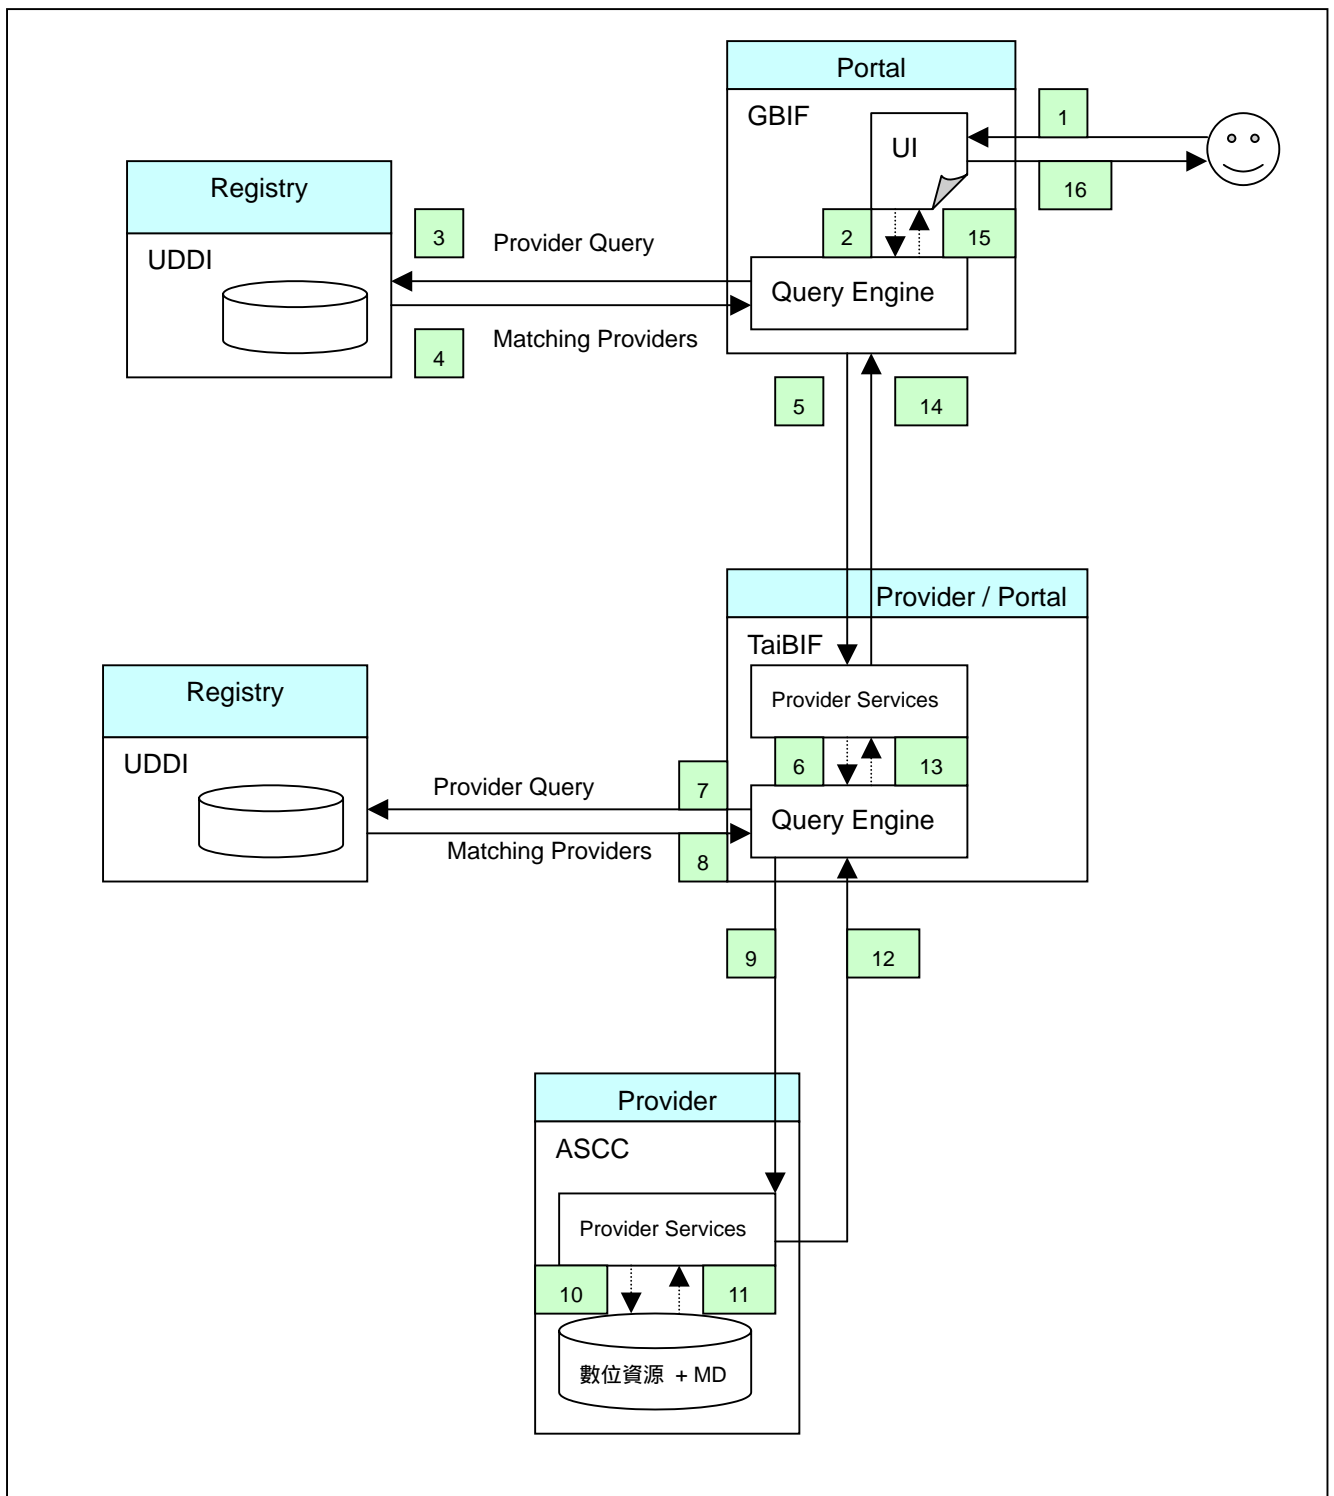 Portal
GBIF
1
UI
16
Registry
3
Provider Query
2
15
UDDI
Query Engine
4
Matching Providers
5
14
Provider / Portal
TaiBIF
Registry
Provider Services
UDDI
6
13
Provider Query
7
Query Engine
Matching Providers
8
9
12
Provider
ASCC
Provider Services
10
11
數位資源 + MD